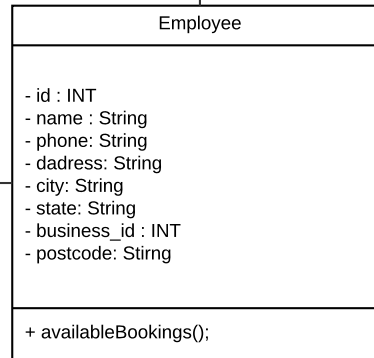 Employee
- id : INT
- name : String
- phone: String
- dadress: String
- city: String
- state: String
- business_id : INT
- postcode: Stirng
+ availableBookings();